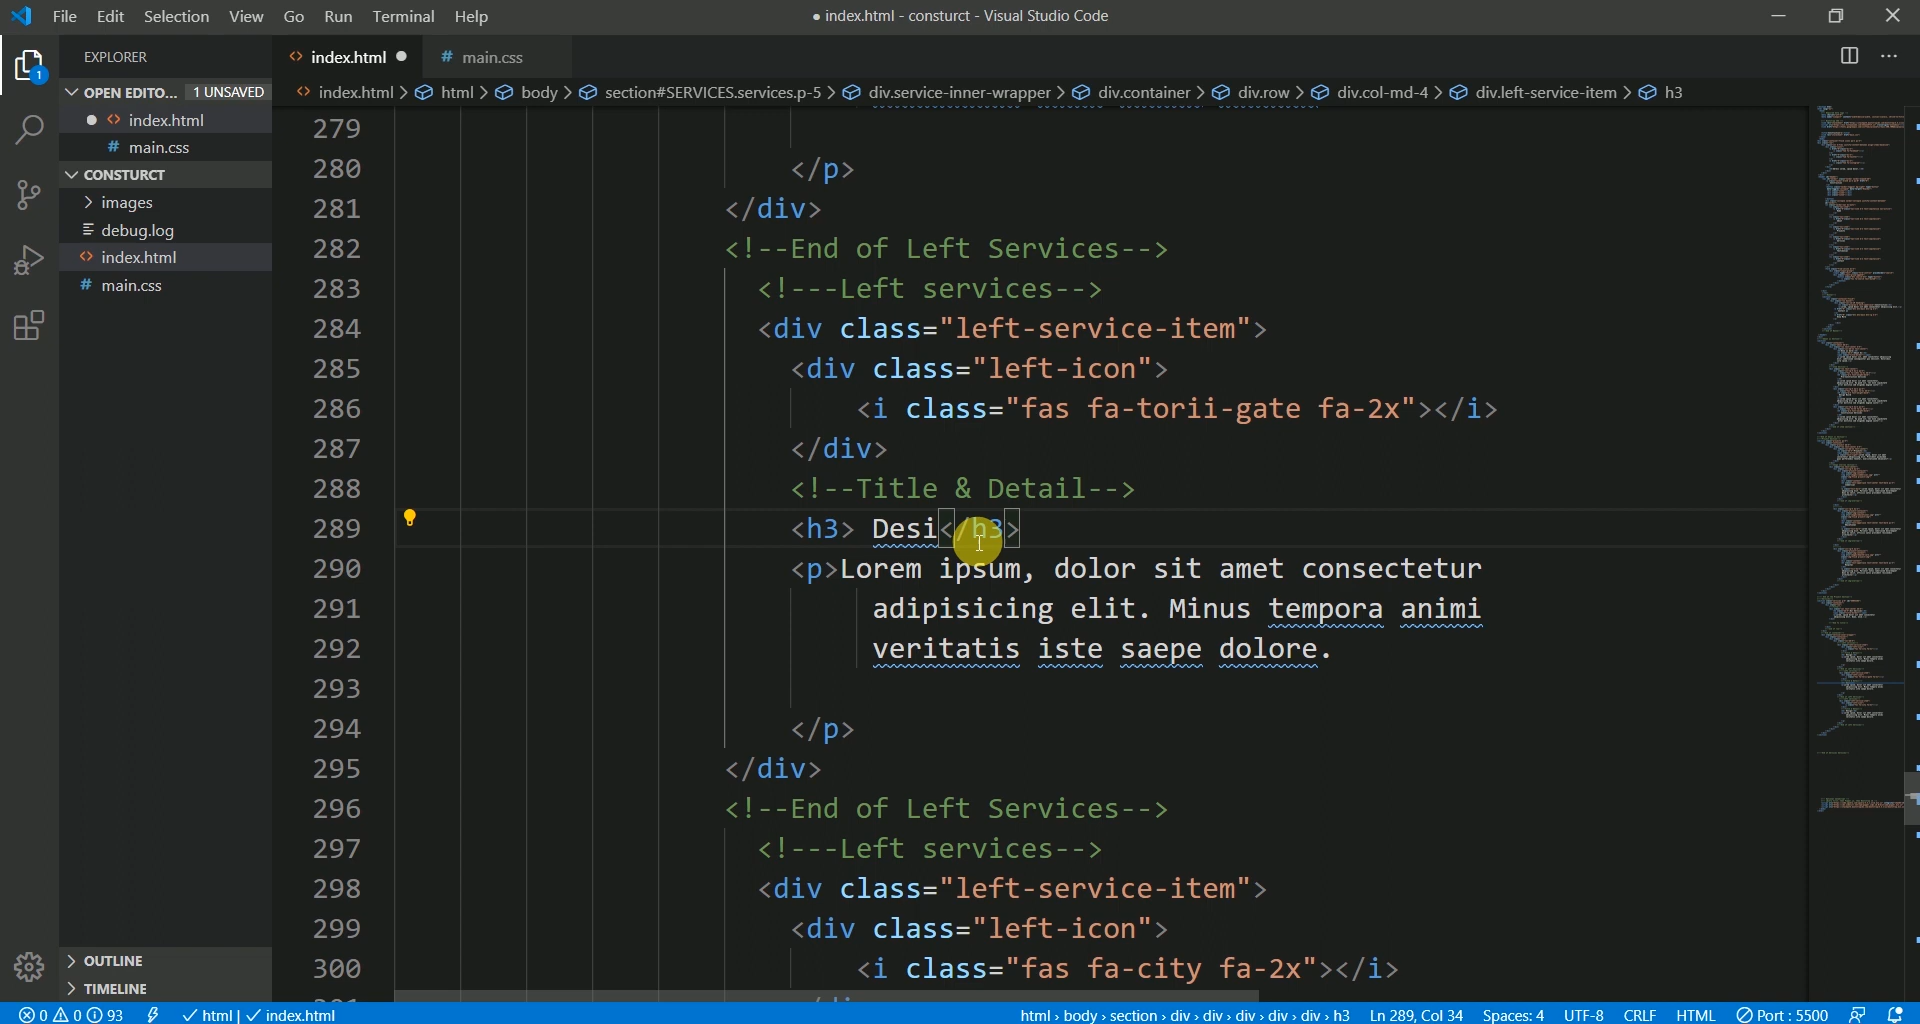 File Edit Selection View Go Run Terminal Help
● index.html - consturct - Visual Studio Code
EXPLORER
index.html ●
# main.css
1
OPEN EDITO... 1 UNSAVED
index.html > html > body > section#SERVICES.services.p-5 > div.service-inner-wrapper > div.container > div.row > div.col-md-4 > div.left-service-item > h3
● index.html
# main.css
CONSTURCT
images
debug.log
index.html
# main.css
279
280 </p>
281 </div>
282 <!--End of Left Services-->
283 <!---Left services-->
284 <div class="left-service-item">
285 <div class="left-icon">
286 <i class="fas fa-torii-gate fa-2x"></i>
287 </div>
288 <!--Title & Detail-->
289 <h3> Desi</h3>
290 <p>Lorem ipsum, dolor sit amet consectetur
291 adipisicing elit. Minus tempora animi
292 veritatis iste saepe dolore.
293
294 </p>
295 </div>
296 <!--End of Left Services-->
297 <!---Left services-->
298 <div class="left-service-item">
299 <div class="left-icon">
300 <i class="fas fa-city fa-2x"></i>
OUTLINE
TIMELINE
0 0 93 html | index.html
html > body > section > div > div > div > div > div > h3 Ln 289, Col 34 Spaces: 4 UTF-8 CRLF HTML Port : 5500